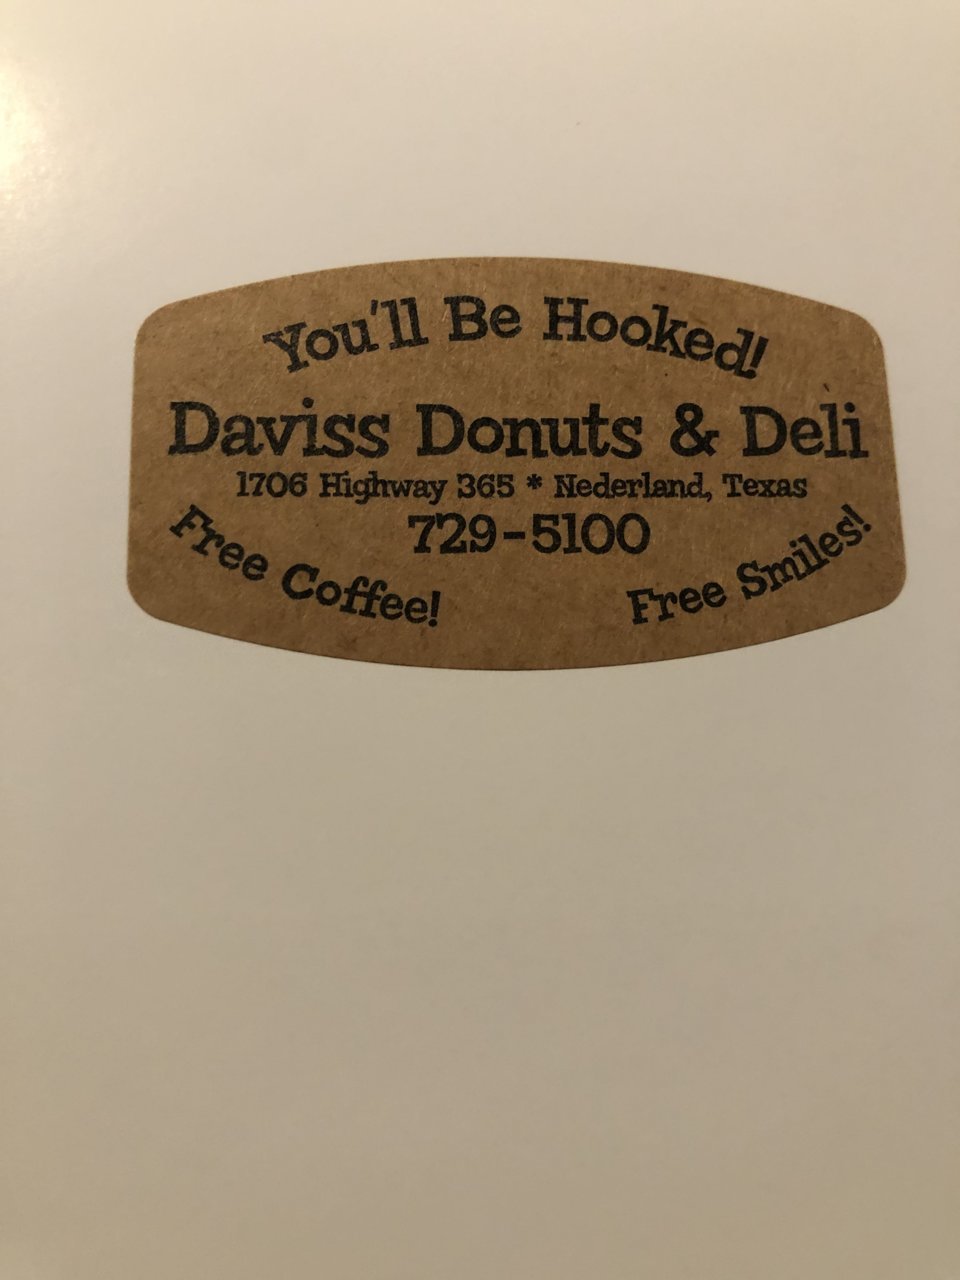 You'll Be Hooked!
Daviss Donuts & Deli
1706 Highway 365 * Nederland, Texas
729-5100
Free Coffee!
Free Smiles!